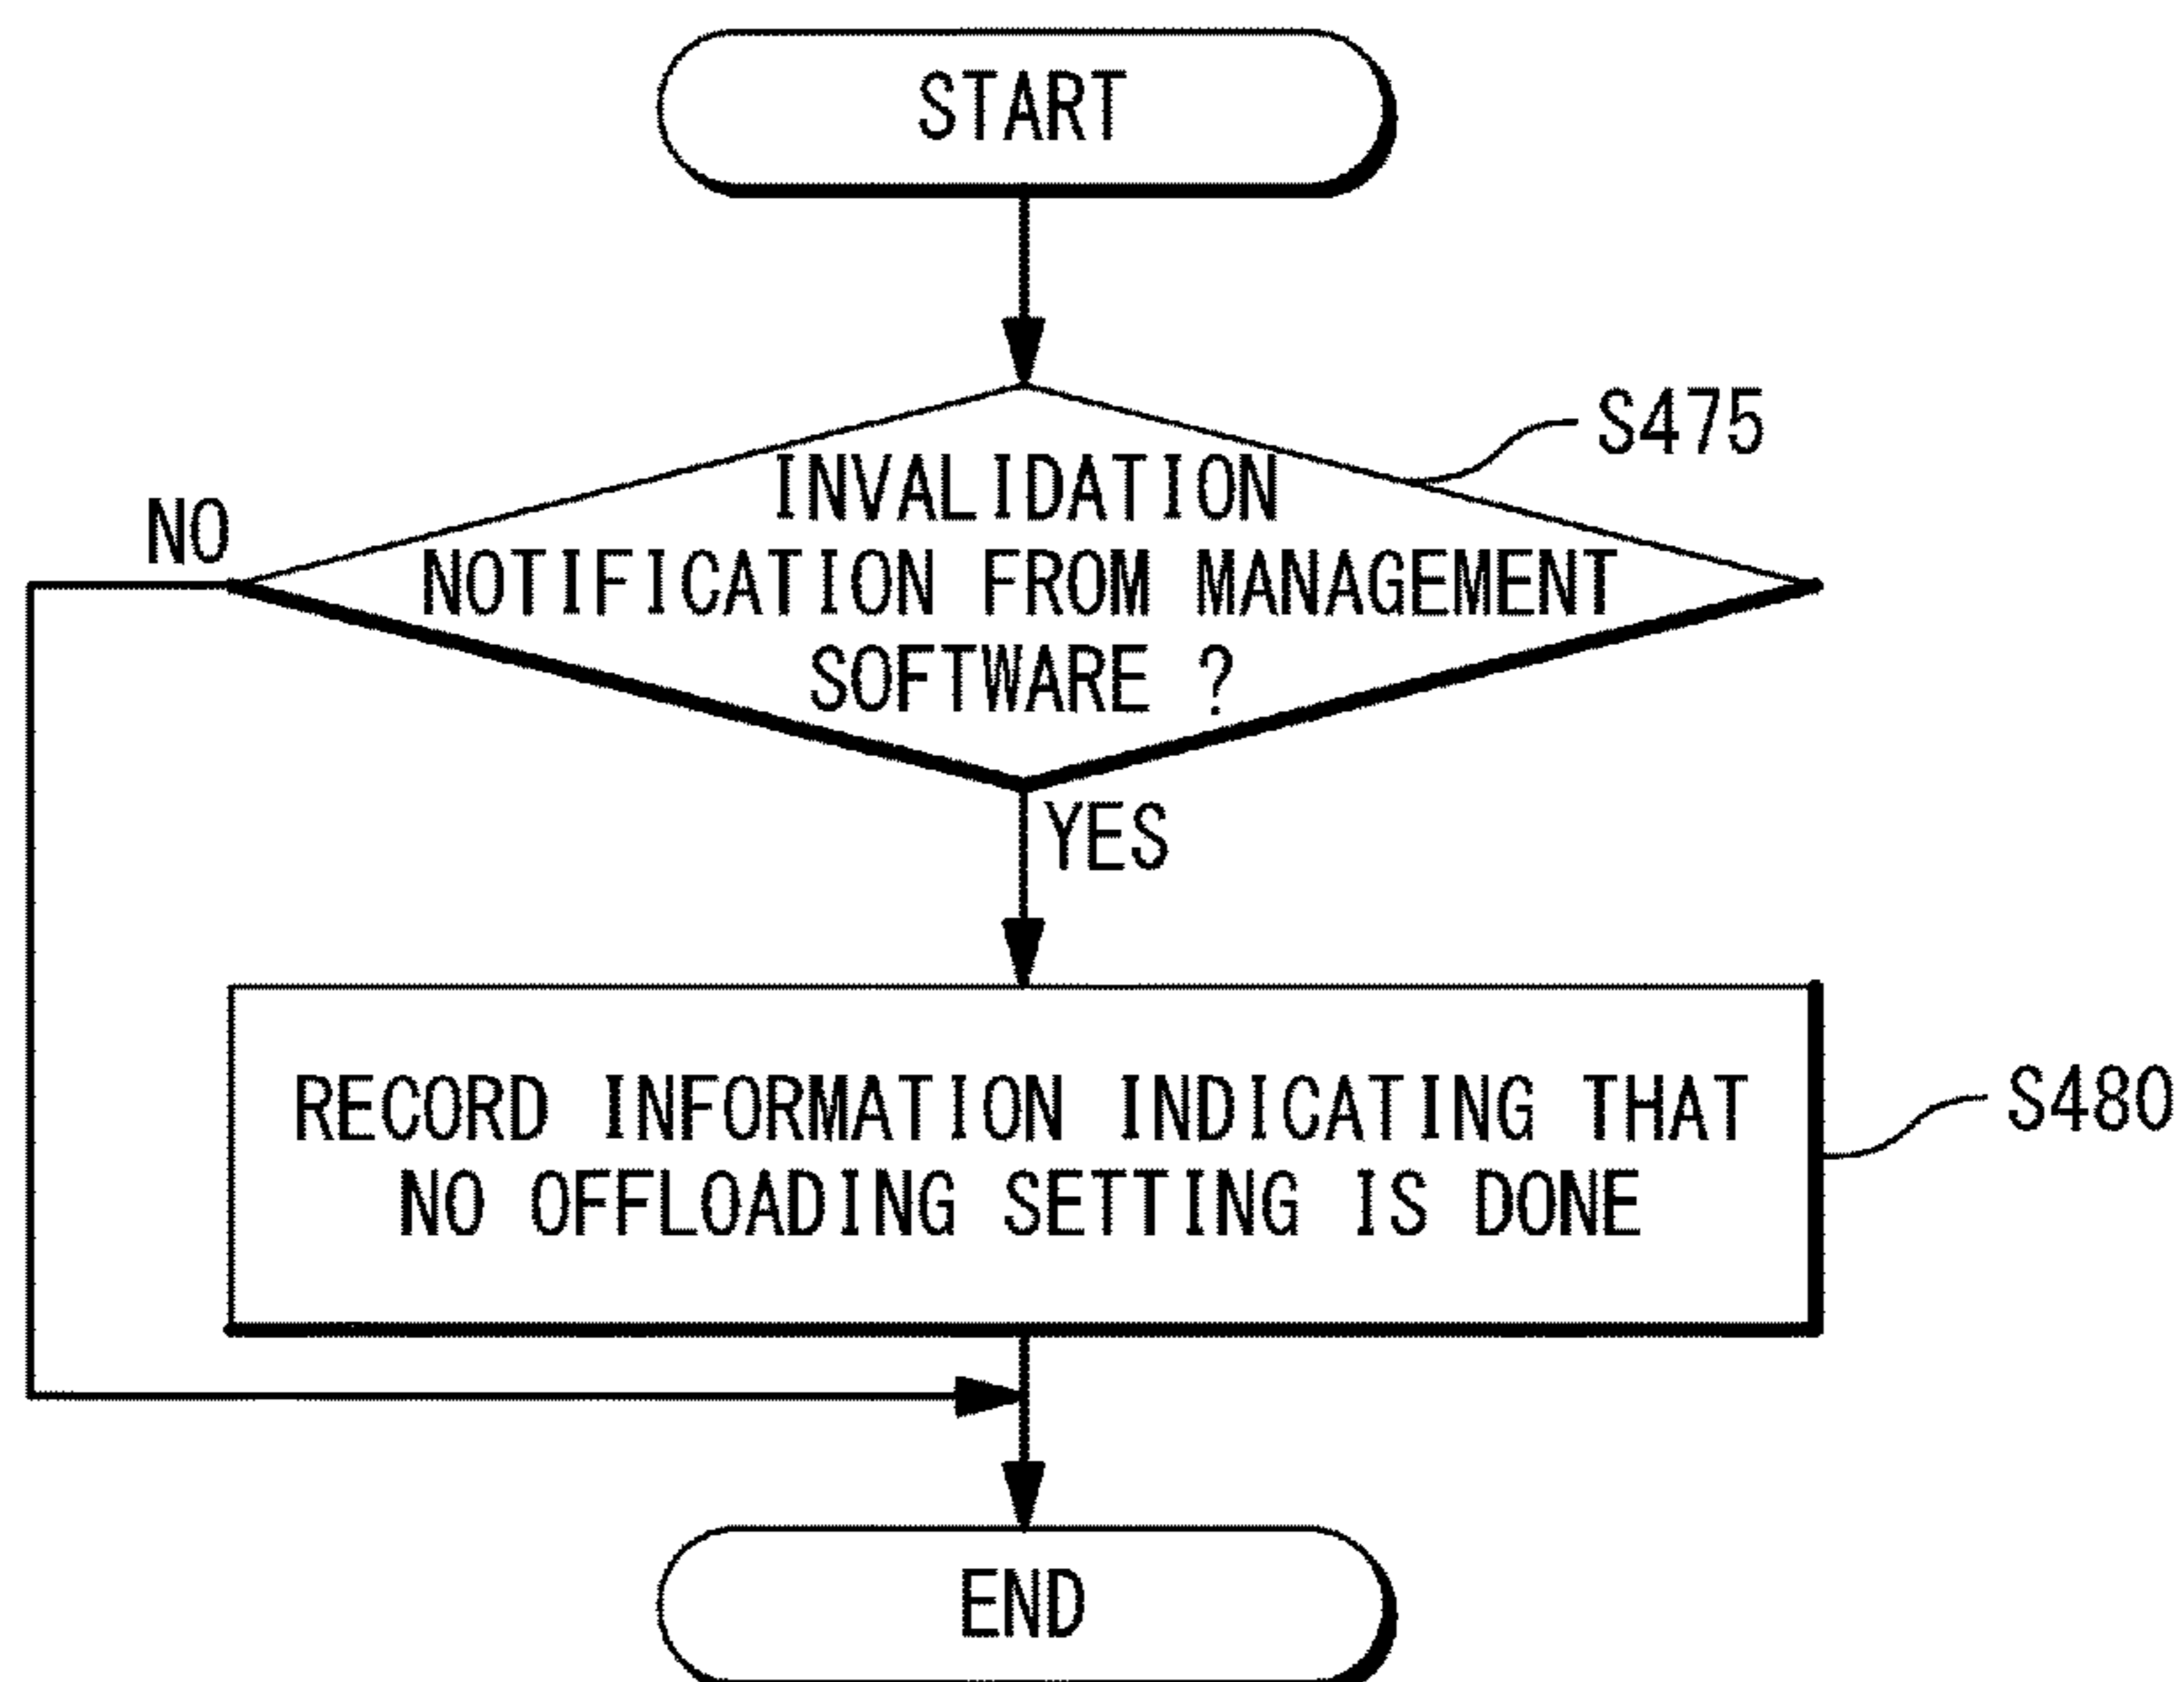 START
S475
INVALIDATION
NO
NOTIFICATION FROM MANAGEMENT
SOFTWARE ?
YES
RECORD INFORMATION INDICATING THAT
NO OFFLOADING SETTING IS DONE
S480
END